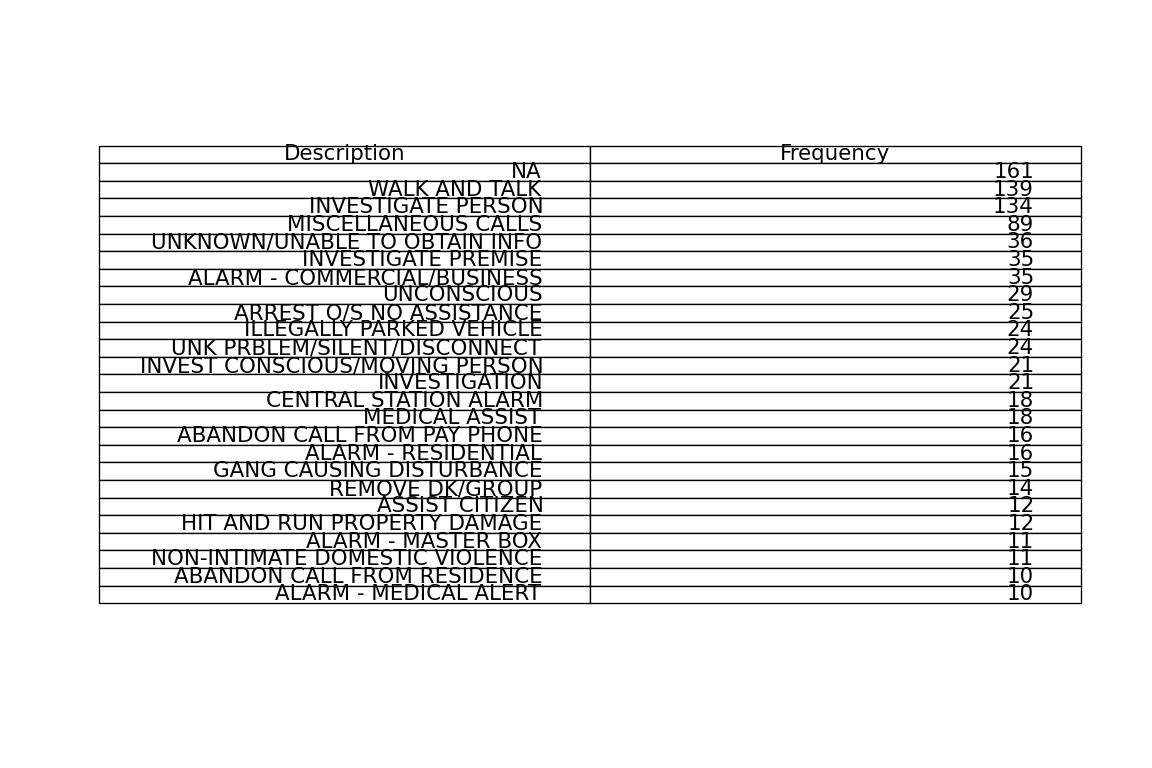 Description Frequency
NA 161
WALK AND TALK 139
INVESTIGATE PERSON 134
MISCELLANEOUS CALLS 89
UNKNOWN/UNABLE TO OBTAIN INFO 36
INVESTIGATE PREMISE 35
ALARM - COMMERCIAL/BUSINESS 35
UNCONSCIOUS 29
ARREST O/S NO ASSISTANCE 25
ILLEGALLY PARKED VEHICLE 24
UNK PRBLEM/SILENT/DISCONNECT 24
INVEST CONSCIOUS/MOVING PERSON 21
INVESTIGATION 21
CENTRAL STATION ALARM 18
MEDICAL ASSIST 18
ABANDON CALL FROM PAY PHONE 16
ALARM - RESIDENTIAL 16
GANG CAUSING DISTURBANCE 15
REMOVE DK/GROUP 14
ASSIST CITIZEN 12
HIT AND RUN PROPERTY DAMAGE 12
ALARM - MASTER BOX 11
NON-INTIMATE DOMESTIC VIOLENCE 11
ABANDON CALL FROM RESIDENCE 10
ALARM - MEDICAL ALERT 10